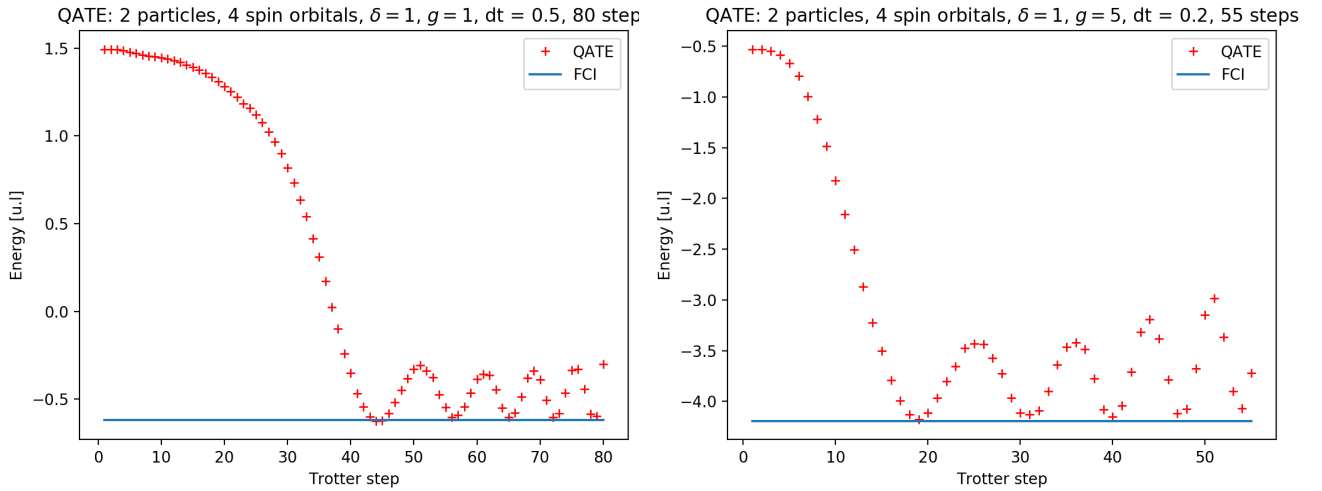 QATE: 2 particles, 4 spin orbitals, δ = 1, g = 1, dt = 0.5, 80 step
1.5
1.0
0.5
0.0
−0.5
Energy [u.l]
QATE
FCI
0 10 20 30 40 50 60 70 80
Trotter step
QATE: 2 particles, 4 spin orbitals, δ = 1, g = 5, dt = 0.2, 55 steps
−0.5
−1.0
−1.5
−2.0
−2.5
−3.0
−3.5
−4.0
Energy [u.l]
QATE
FCI
0 10 20 30 40 50
Trotter step